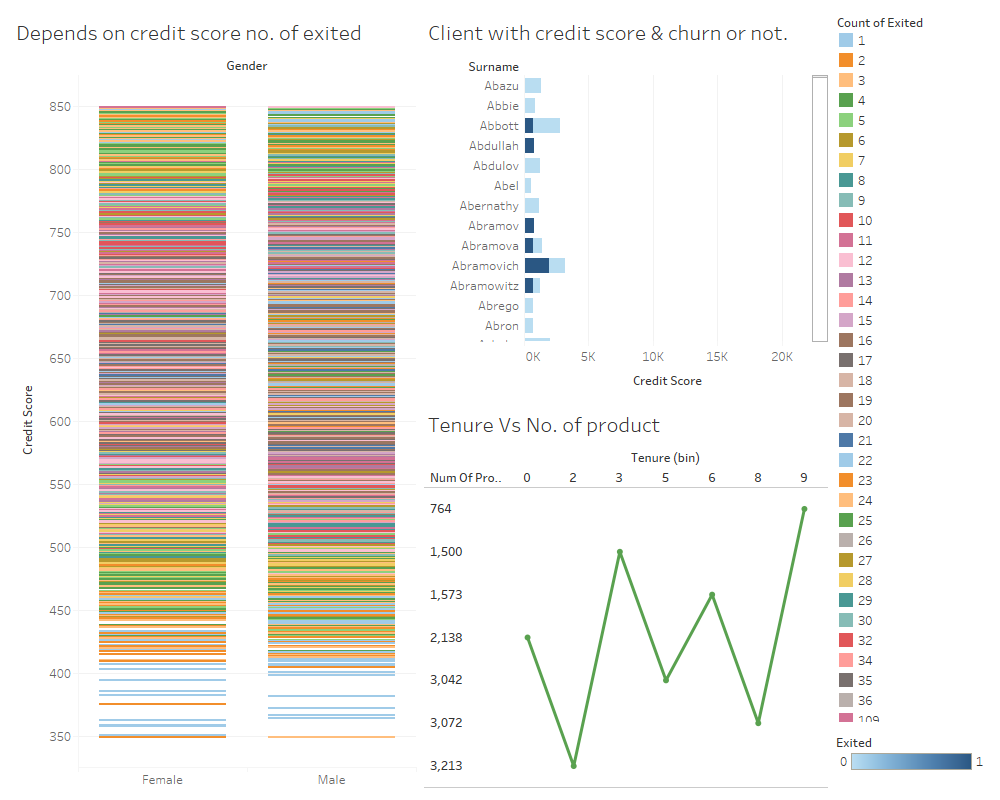 Depends on credit score no. of exited
Gender
850
800
750
700
650
600
550
500
450
400
350
Credit Score
Female
Male
Client with credit score & churn or not.
Surname
Abazu
Abbie
Abbott
Abdullah
Abdulov
Abel
Abernathy
Abramov
Abramova
Abramovich
Abramowitz
Abrego
Abron
0K 5K 10K 15K 20K
Credit Score
Tenure Vs No. of product
Tenure (bin)
Num Of Pro.. 0 2 3 5 6 8 9
764
1,500
1,573
2,138
3,042
3,072
3,213
Count of Exited
1
2
3
4
5
6
7
8
9
10
11
12
13
14
15
16
17
18
19
20
21
22
23
24
25
26
27
28
29
30
32
34
35
36
109
Exited
0 1